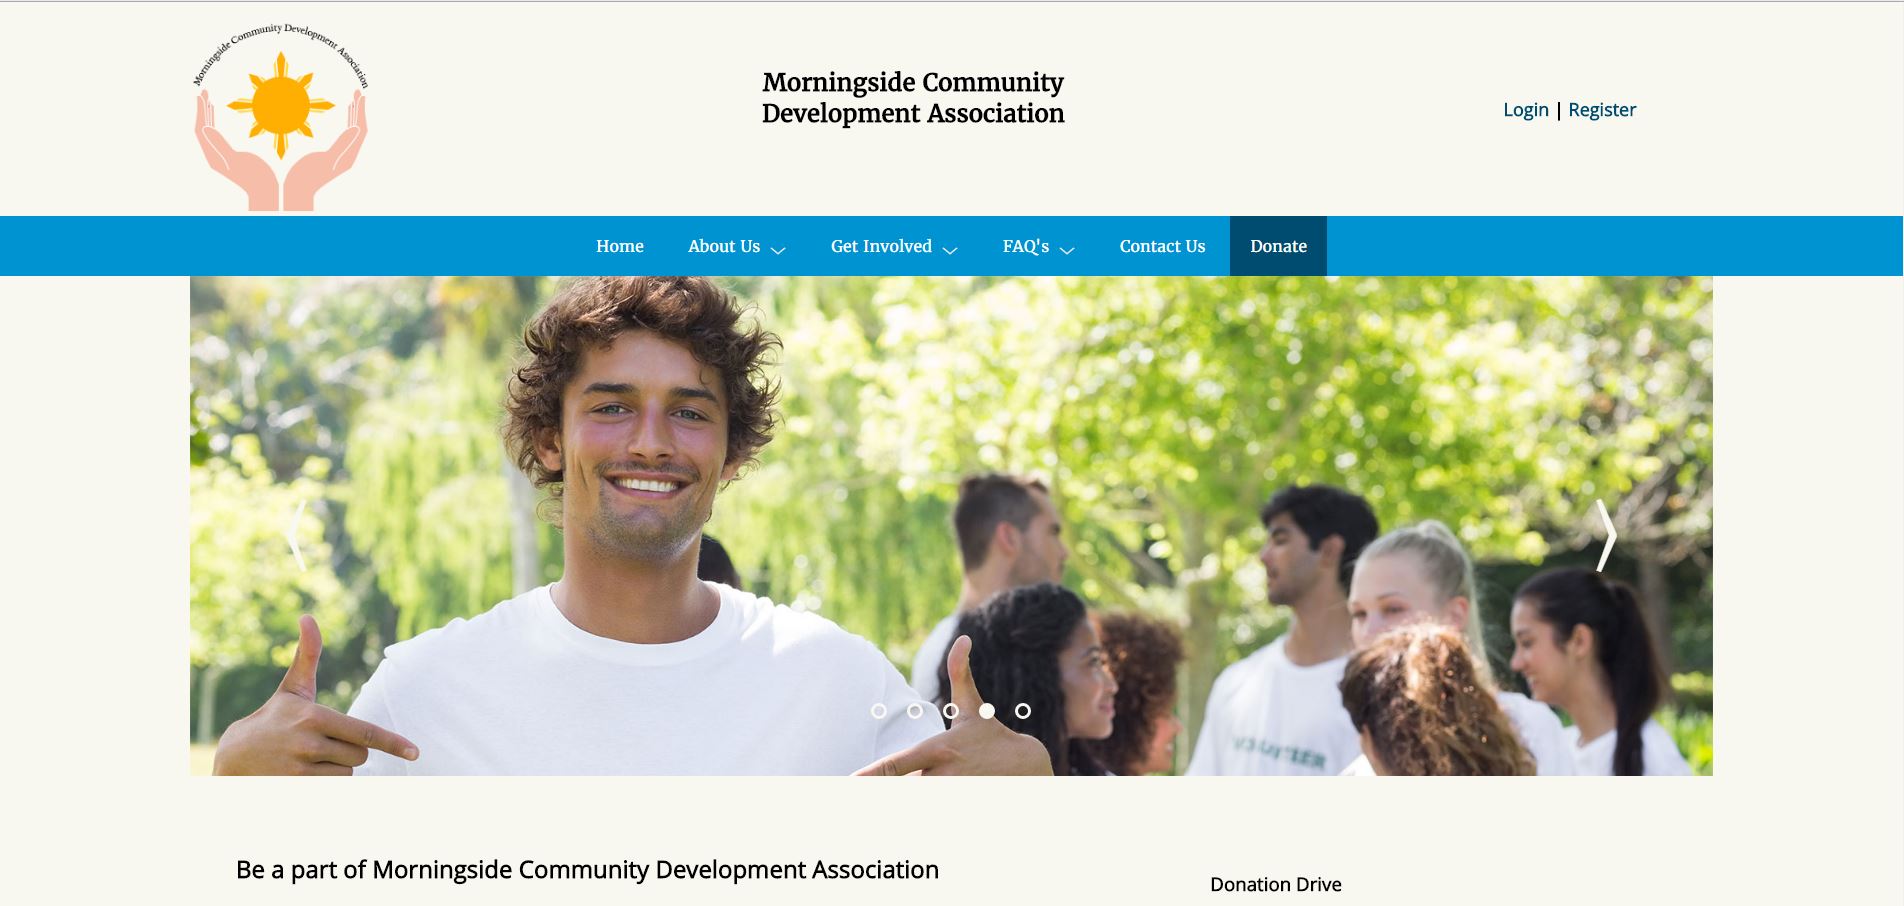 Morningside Community Development Association
Morningside Community
Development Association
Login | Register
Home
About Us
Get Involved
FAQ's
Contact Us
Donate
VOLUNTEER
Be a part of Morningside Community Development Association
Donation Drive